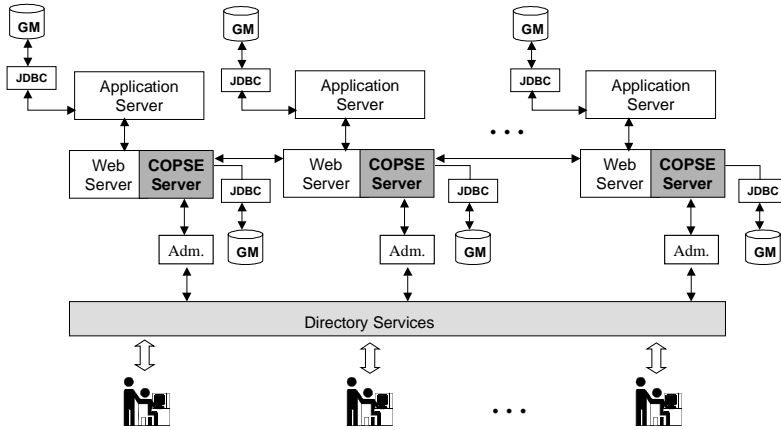 GM
GM
GM
JDBC
JDBC
JDBC
Application
Server
Application
Server
Application
Server
. . .
Web
Server
COPSE
Server
Web
Server
COPSE
Server
Web
Server
COPSE
Server
JDBC
JDBC
JDBC
Adm.
GM
Adm.
GM
Adm.
GM
Directory Services
. . .